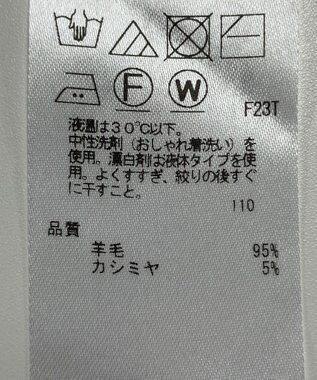 F
W
F23T
液温は30℃以下。
中性洗剤（おしゃれ着洗い）を
使用。漂白剤は液体タイプを使
用。よくすすぎ、絞りの後すぐ
に干すこと。
110
品質
羊毛 95%
カシミヤ 5%